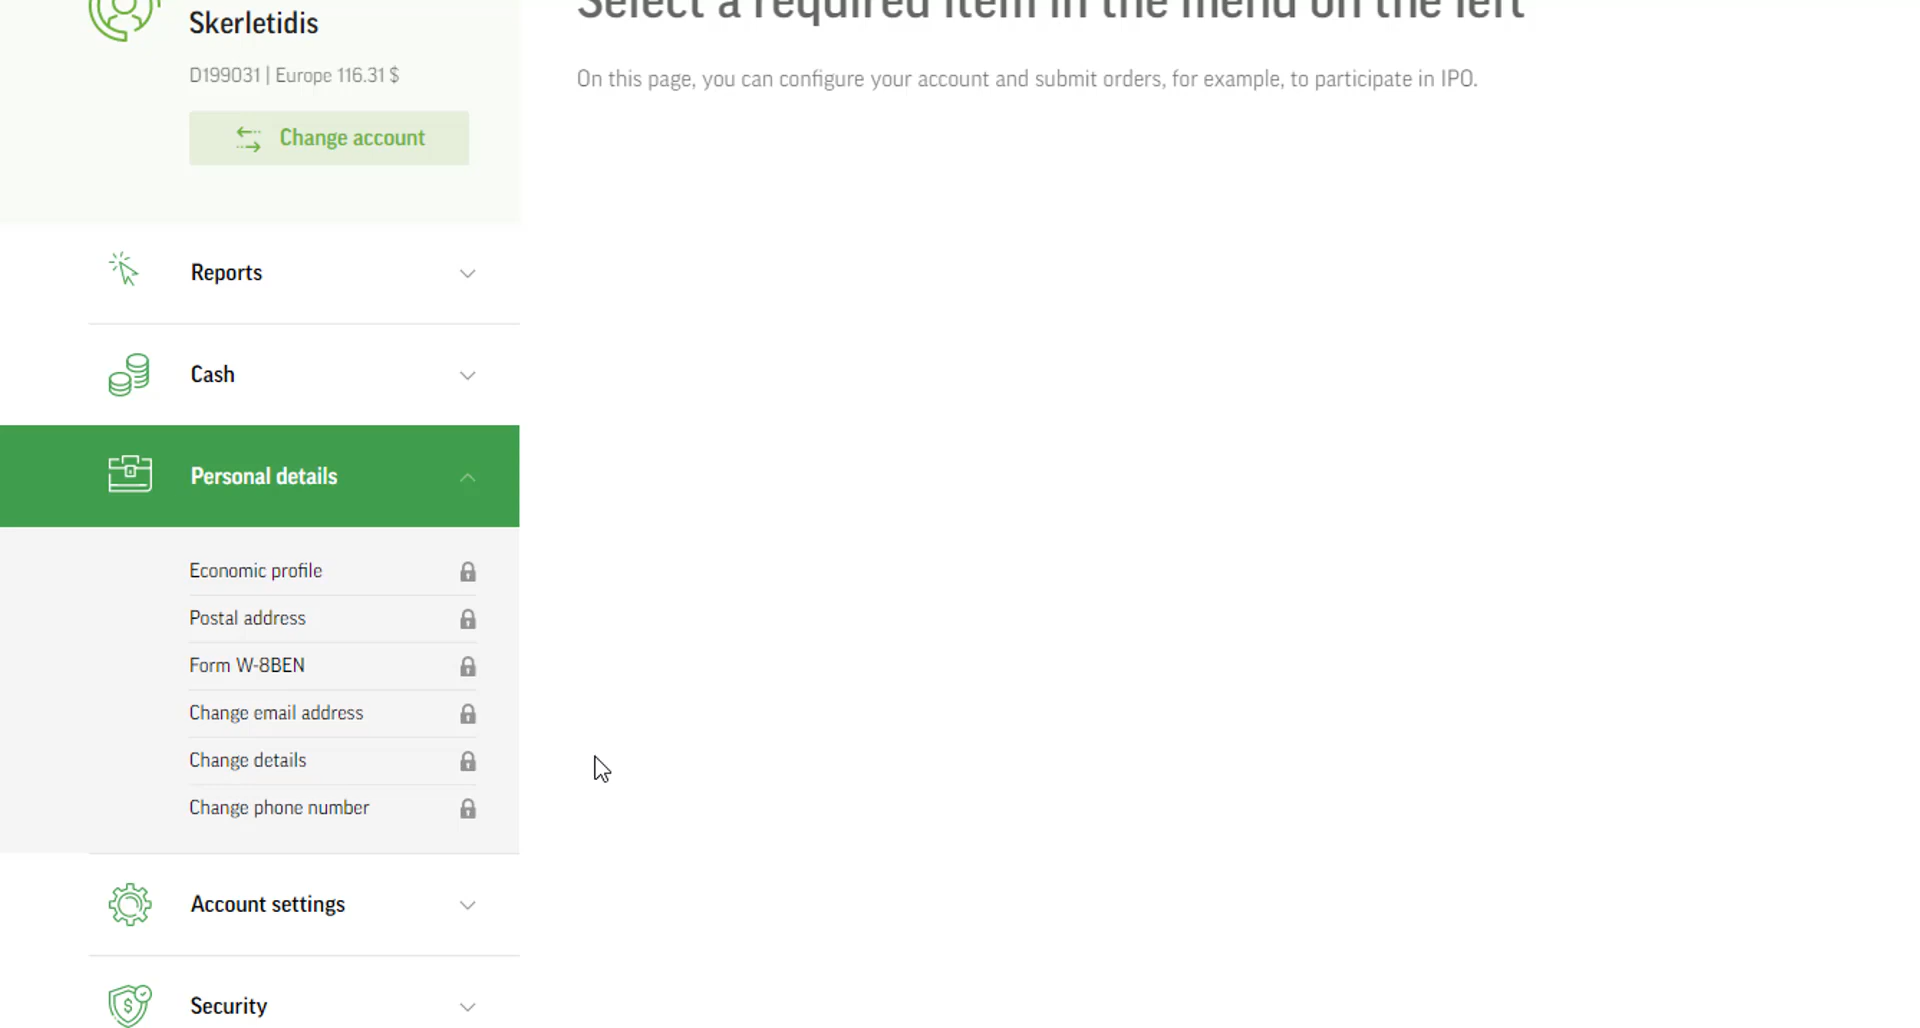 Select a required item in the menu on the left
Skerletidis
D199031 | Europe 116.31 $
On this page, you can configure your account and submit orders, for example, to participate in IPO.
Change account
Reports
Cash
Personal details
Economic profile
Postal address
Form W-8BEN
Change email address
Change details
Change phone number
Account settings
Security